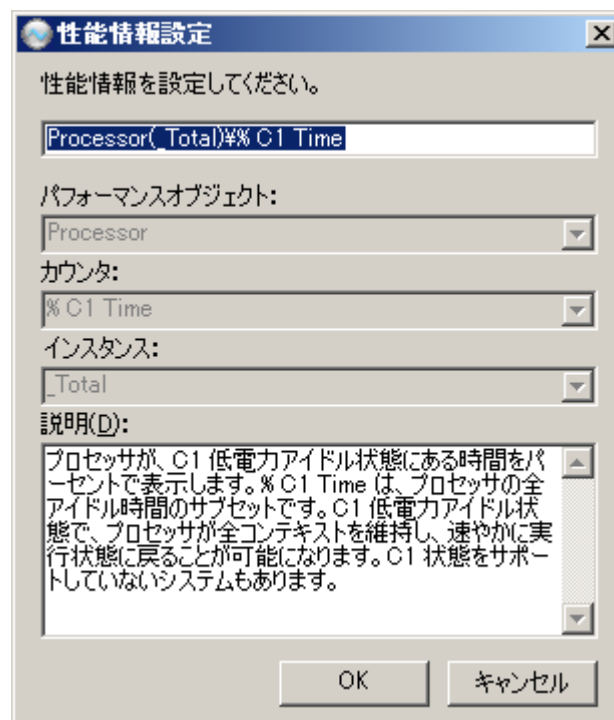 性能情報設定
性能情報を設定してください。
Processor(_Total)¥% C1 Time
パフォーマンスオブジェクト:
Processor
カウンタ:
% C1 Time
インスタンス:
_Total
説明(D):
プロセッサが、C1 低電力アイドル状態にある時間をパ
ーセントで表示します。% C1 Time は、プロセッサの全
アイドル時間のサブセットです。C1 低電力アイドル状
態で、プロセッサが全コンテキストを維持し、速やかに実
行状態に戻ることが可能になります。C1 状態をサポー
トしていないシステムもあります。
OK
キャンセル